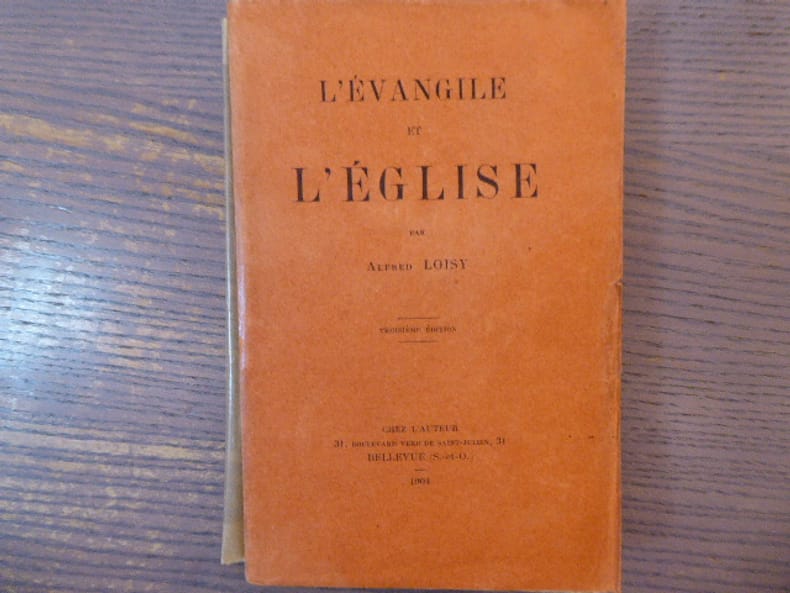 L'ÉVANGILE
ET
L'ÉGLISE
PAR
ALFRED LOISY
TROISIÈME ÉDITION
CHEZ L'AUTEUR
31, BOULEVARD VERD DE SAINT-JULIEN, 31
BELLEVUE (S.-et-O.)
1904